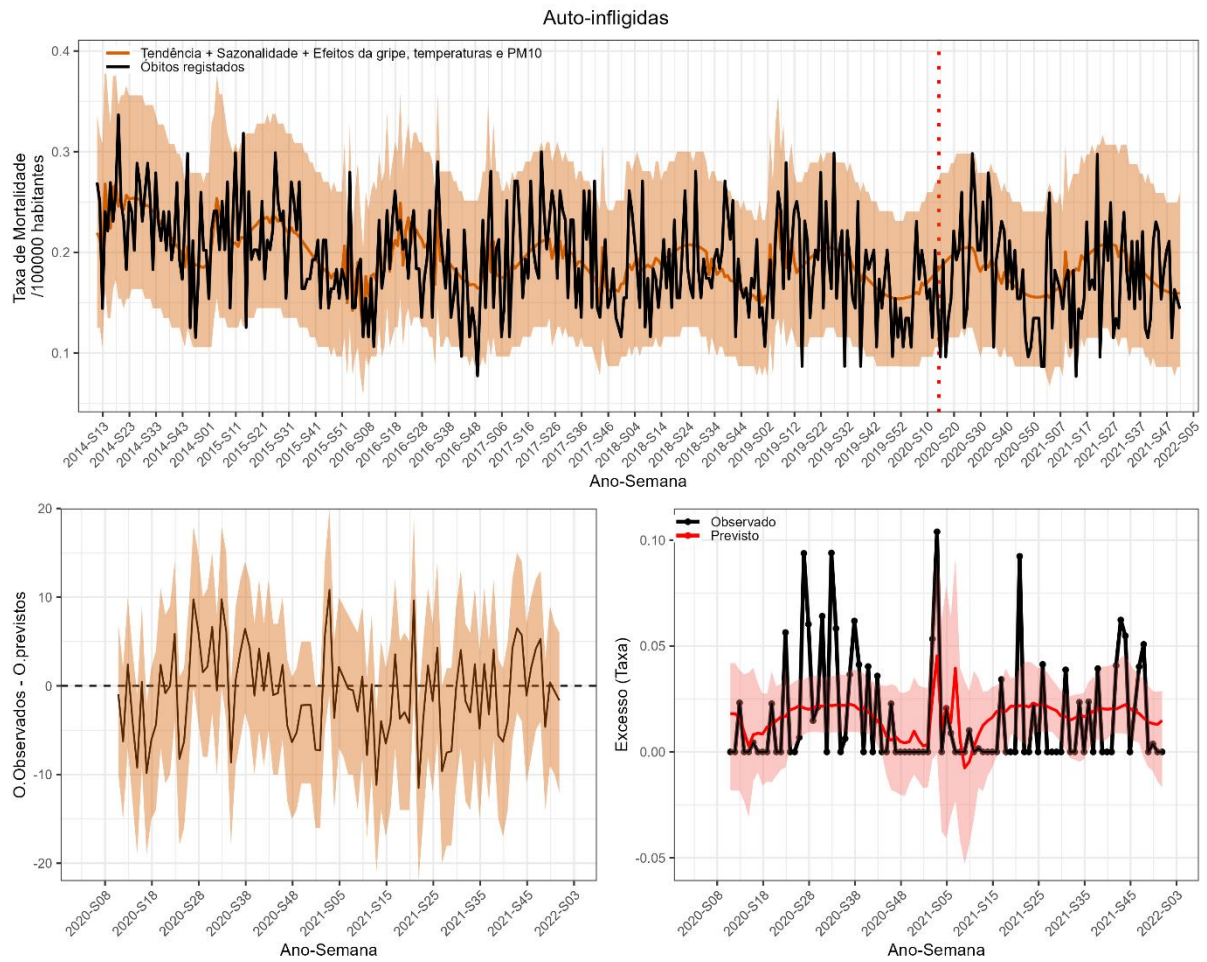 Auto-infligidas
Tendência + Sazonalidade + Efeitos da gripe, temperaturas e PM10
Óbitos registados
Taxa de Mortalidade
/100000 habitantes
0.4
0.3
0.2
0.1
2014-S13 2014-S23 2014-S33 2014-S43 2014-S01 2015-S11 2015-S21 2015-S31 2015-S41 2015-S51 2016-S08 2016-S18 2016-S28 2016-S38 2016-S48 2017-S06 2017-S16 2017-S26 2017-S36 2017-S46 2018-S04 2018-S14 2018-S24 2018-S34 2018-S44 2019-S02 2019-S12 2019-S22 2019-S32 2019-S42 2019-S52 2020-S10 2020-S20 2020-S30 2020-S40 2020-S50 2021-S07 2021-S17 2021-S27 2021-S37 2021-S47 2022-S05
Ano-Semana
O.Observados - O.previstos
20
10
0
-10
-20
2020-S08 2020-S18 2020-S28 2020-S38 2020-S48 2021-S05 2021-S15 2021-S25 2021-S35 2021-S45 2022-S03
Ano-Semana
Observado
Previsto
Excesso (Taxa)
0.10
0.05
0.00
-0.05
2020-S08 2020-S18 2020-S28 2020-S38 2020-S48 2021-S05 2021-S15 2021-S25 2021-S35 2021-S45 2022-S03
Ano-Semana